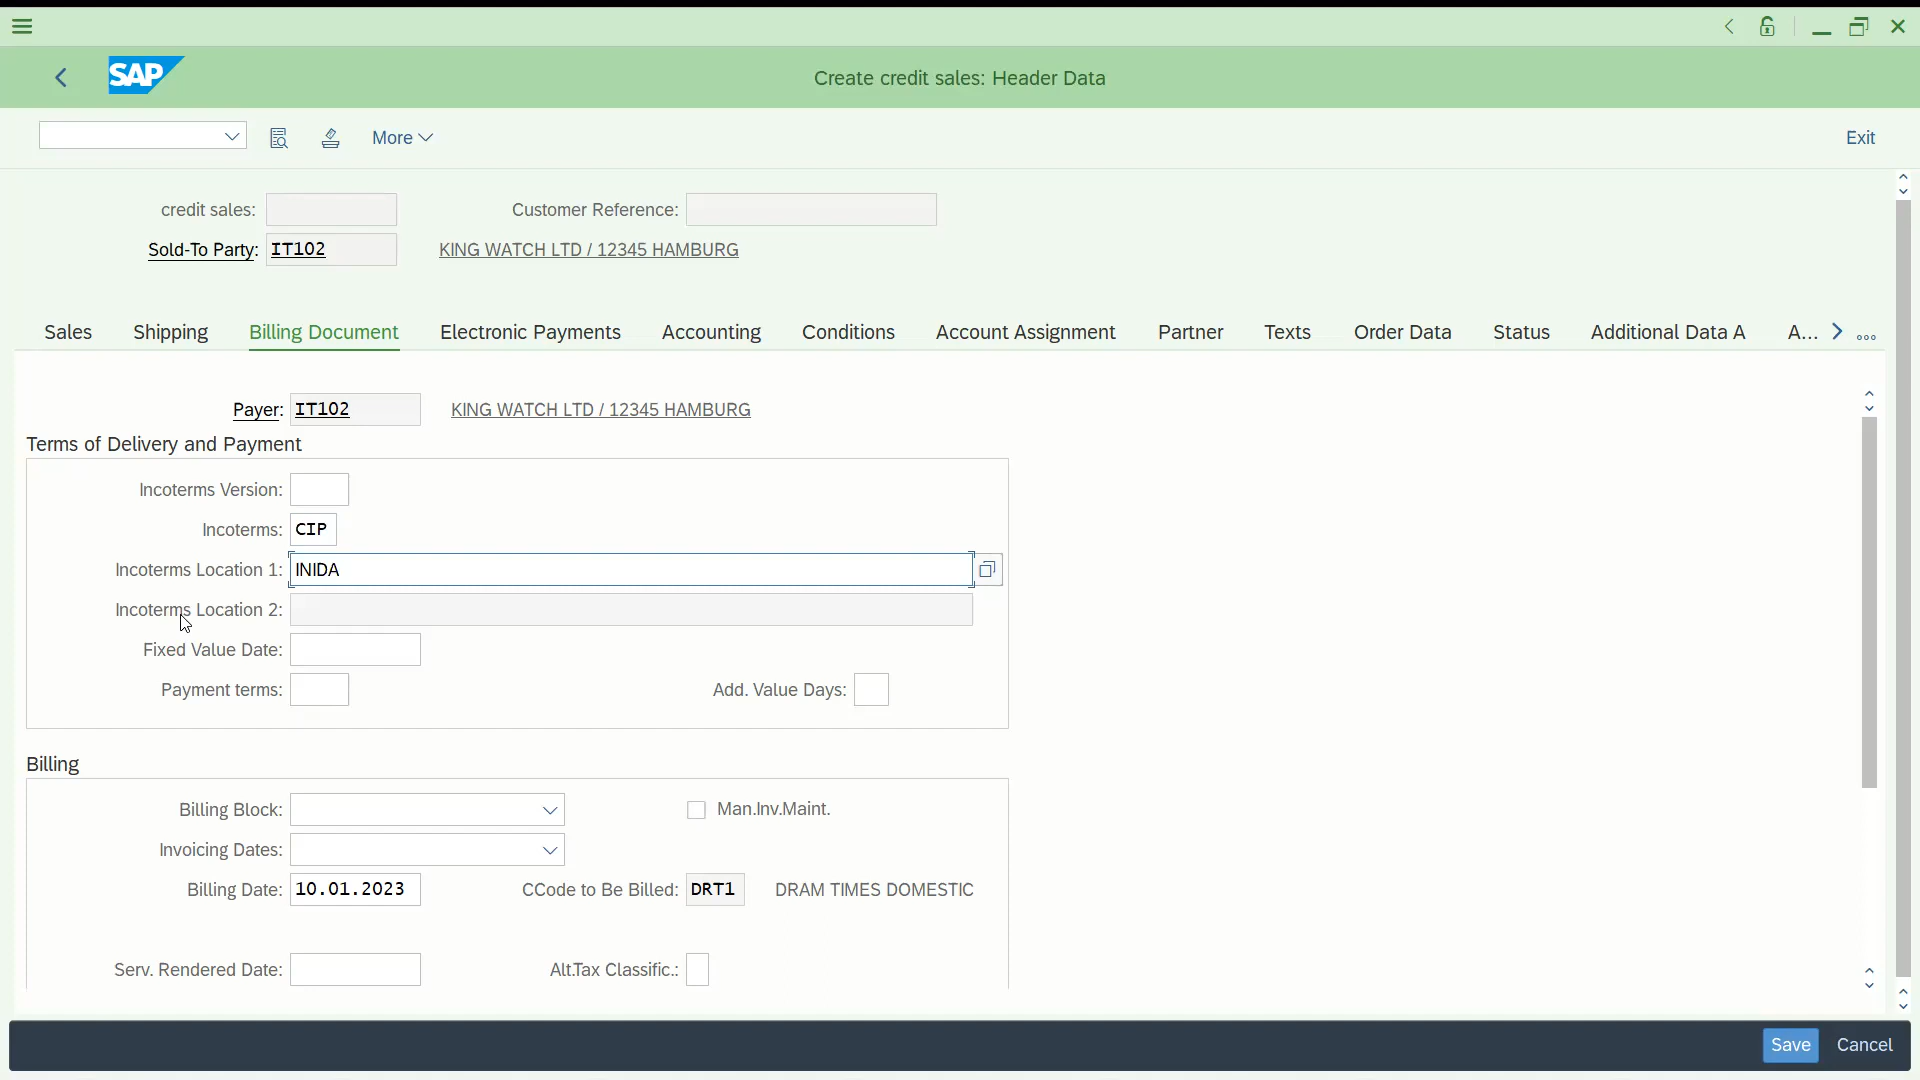 SAP
Create credit sales: Header Data
More
Exit
credit sales:
Customer Reference:
Sold-To Party: IT102 KING WATCH LTD / 12345 HAMBURG
Sales Shipping Billing Document Electronic Payments Accounting Conditions Account Assignment Partner Texts Order Data Status Additional Data A A...
Payer: IT102 KING WATCH LTD / 12345 HAMBURG
Terms of Delivery and Payment
Incoterms Version:
Incoterms: CIP
Incoterms Location 1: INIDA
Incoterms Location 2:
Fixed Value Date:
Payment terms: Add. Value Days:
Billing
Billing Block: Man.Inv.Maint.
Invoicing Dates:
Billing Date: 10.01.2023 CCode to Be Billed: DRT1 DRAM TIMES DOMESTIC
Serv. Rendered Date: Alt.Tax Classific.:
Save Cancel